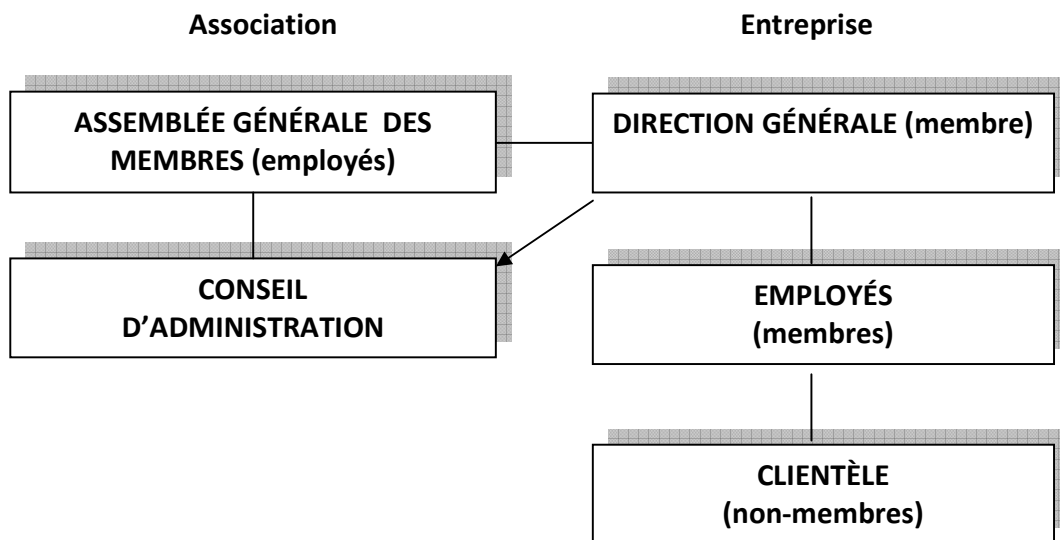 Association
Entreprise
ASSEMBLÉE GÉNÉRALE DES
MEMBRES (employés)
DIRECTION GÉNÉRALE (membre)
CONSEIL
D’ADMINISTRATION
EMPLOYÉS
(membres)
CLIENTÈLE
(non-membres)